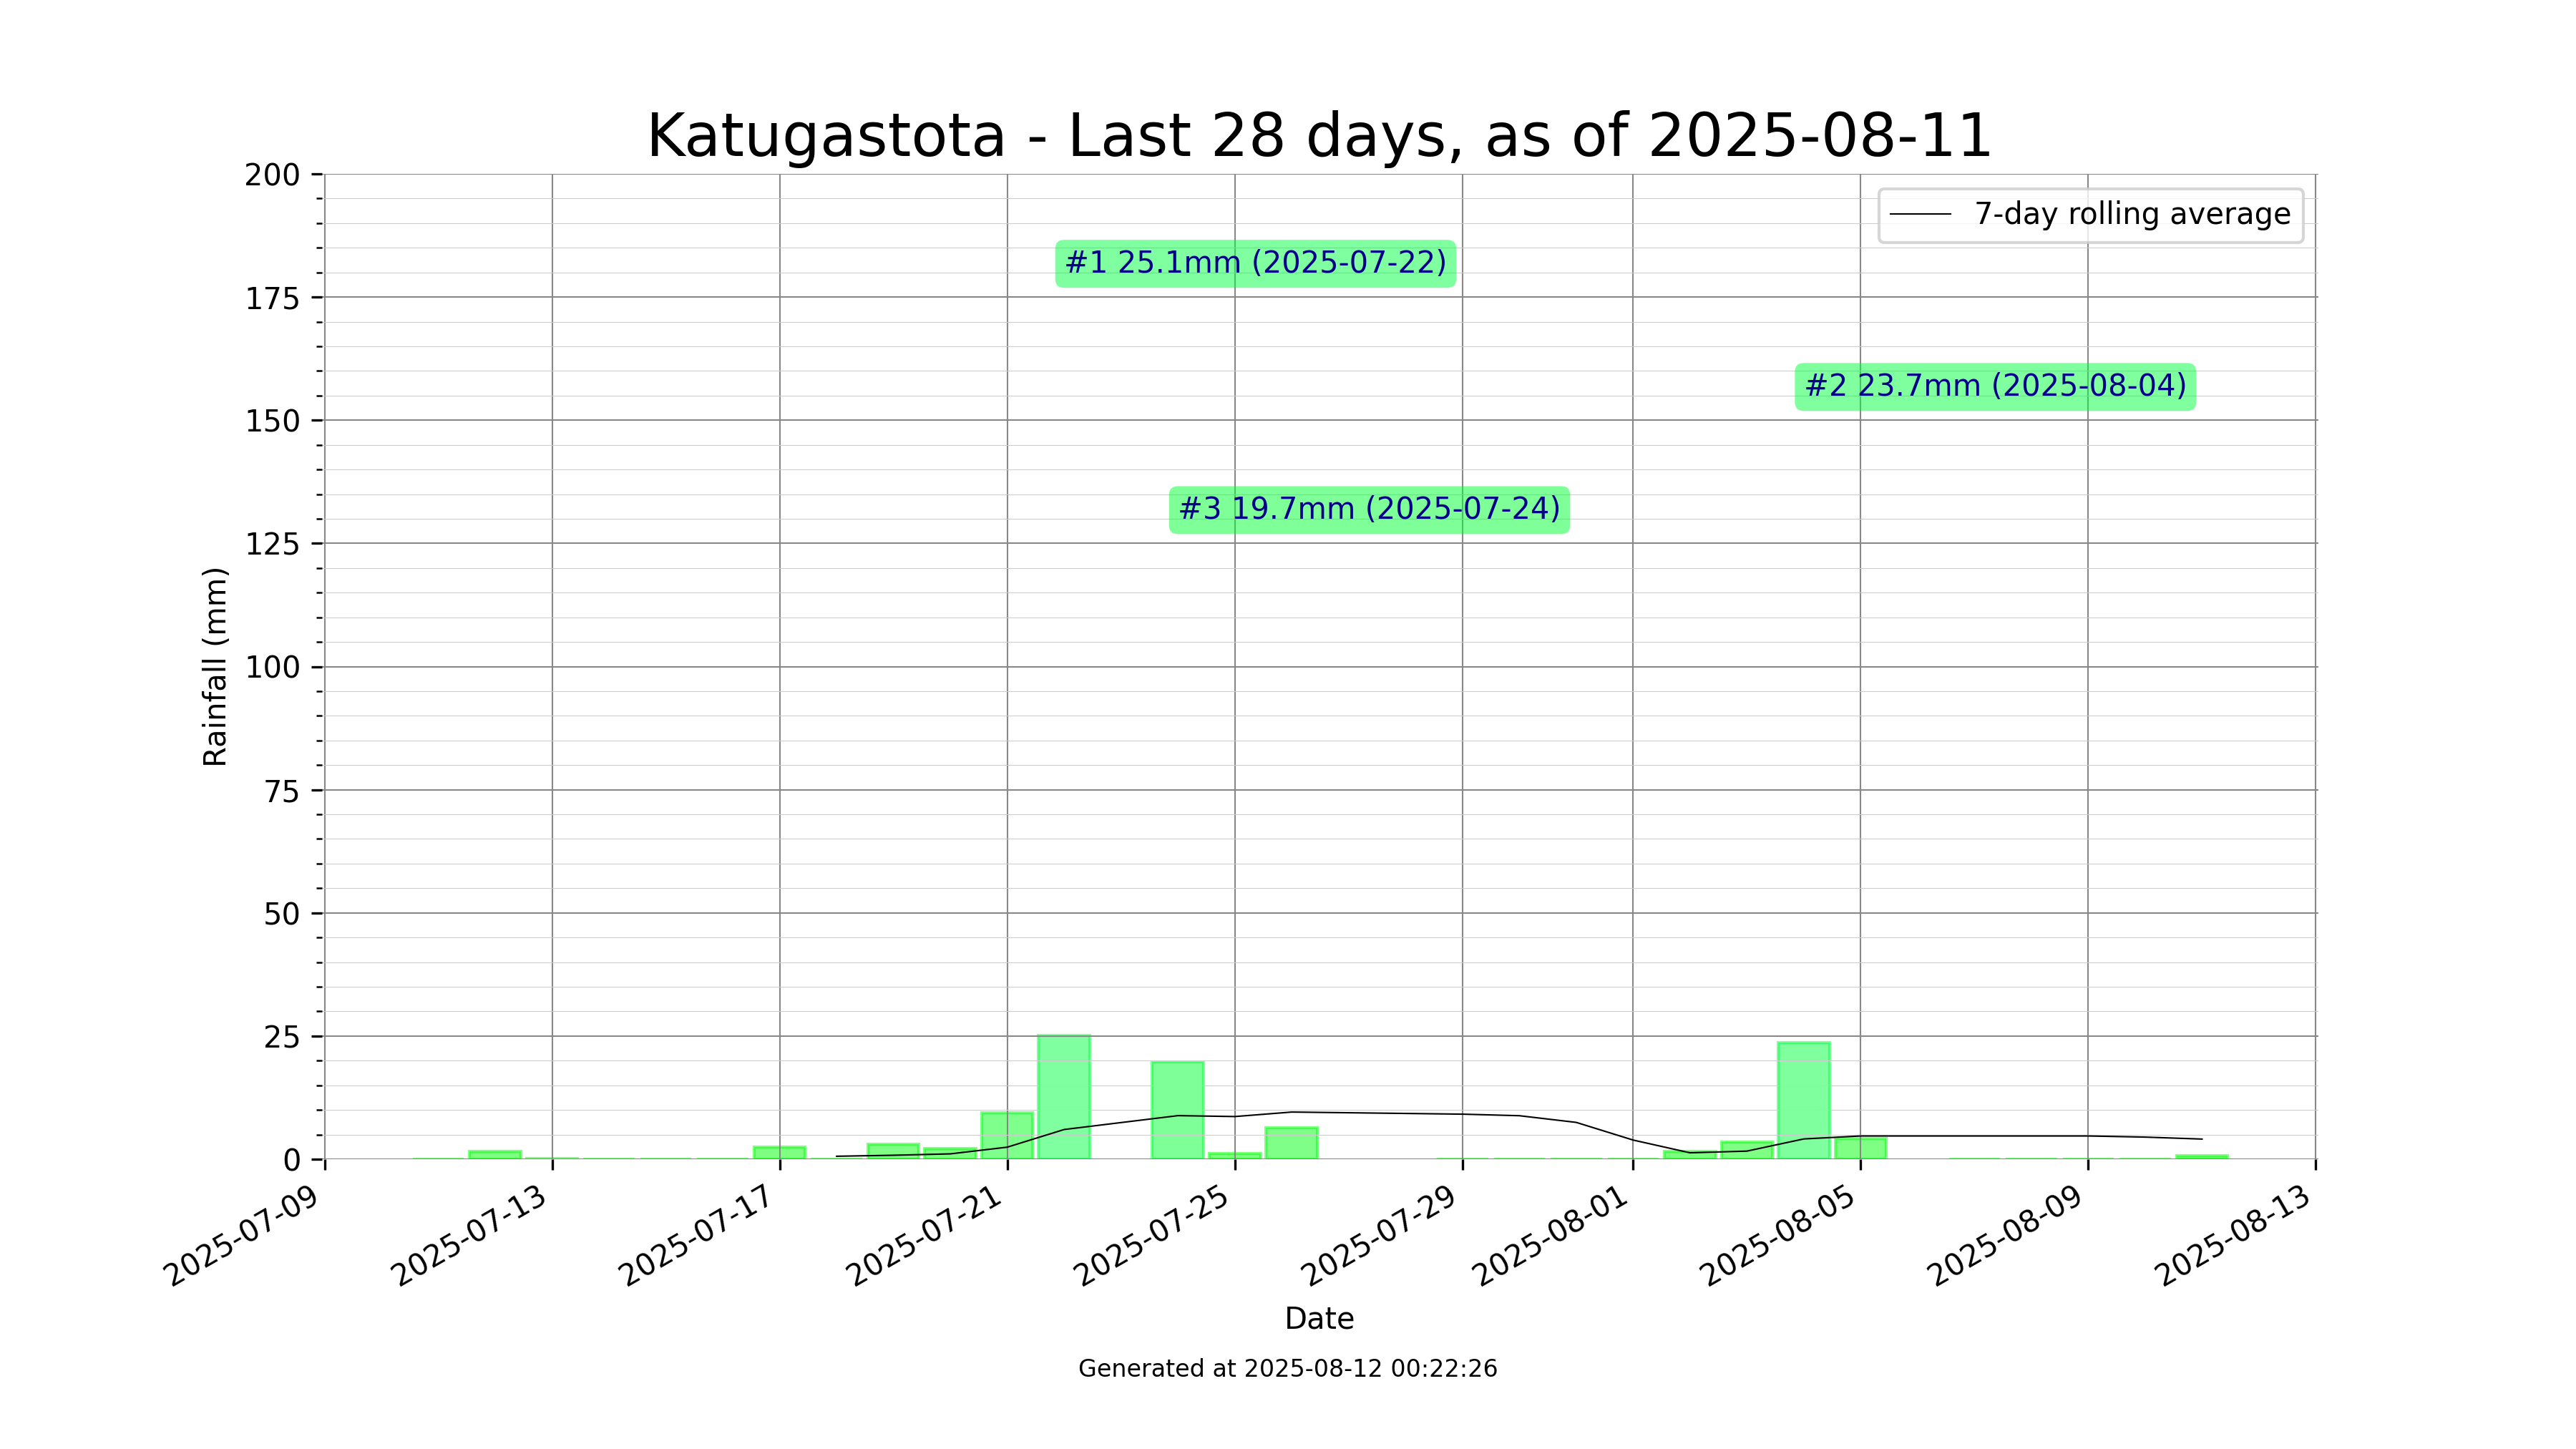 Katugastota - Last 28 days, as of 2025-08-11
7-day rolling average
#1 25.1mm (2025-07-22)
#2 23.7mm (2025-08-04)
#3 19.7mm (2025-07-24)
Rainfall (mm)
200
175
150
125
100
75
50
25
0
2025-07-09
2025-07-13
2025-07-17
2025-07-21
2025-07-25
2025-07-29
2025-08-01
2025-08-05
2025-08-09
2025-08-13
Date
Generated at 2025-08-12 00:22:26